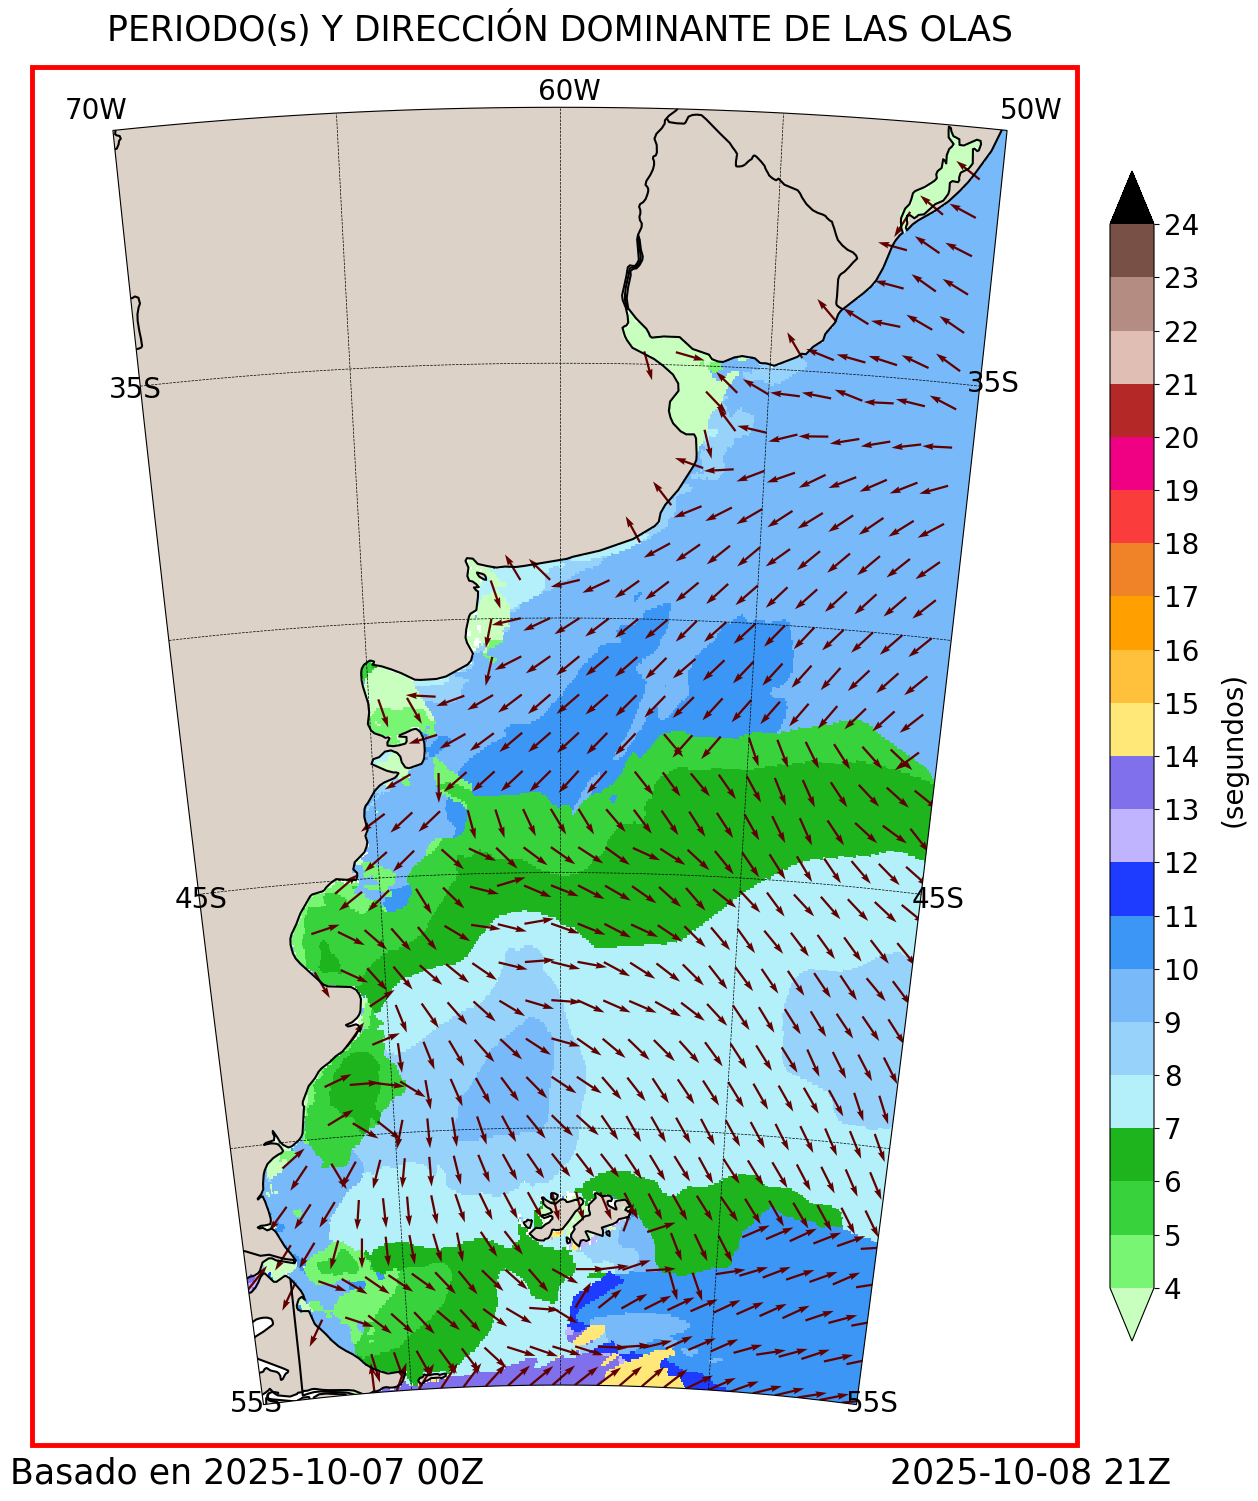 PERIODO(s) Y DIRECCIÓN DOMINANTE DE LAS OLAS
70W
60W
50W
35S
35S
45S
45S
55S
55S
24
23
22
21
20
19
18
17
16
15
14
13
12
11
10
9
8
7
6
5
4
(segundos)
Basado en 2025-10-07 00Z
2025-10-08 21Z